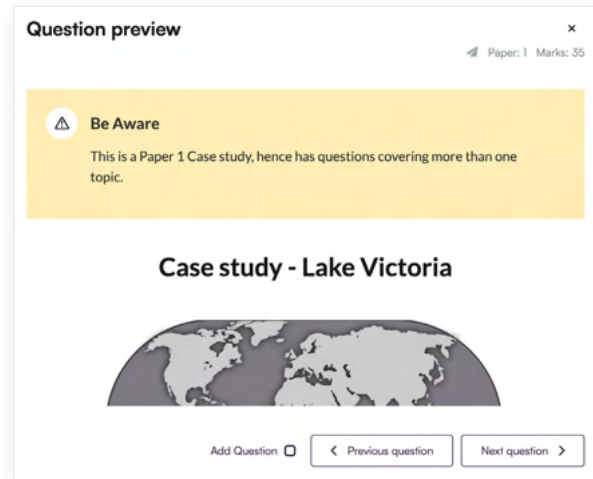 Question preview
×
Paper: 1 Marks: 35
Be Aware
This is a Paper 1 Case study, hence has questions covering more than one
topic.
Case study - Lake Victoria
Add Question
Previous question
Next question